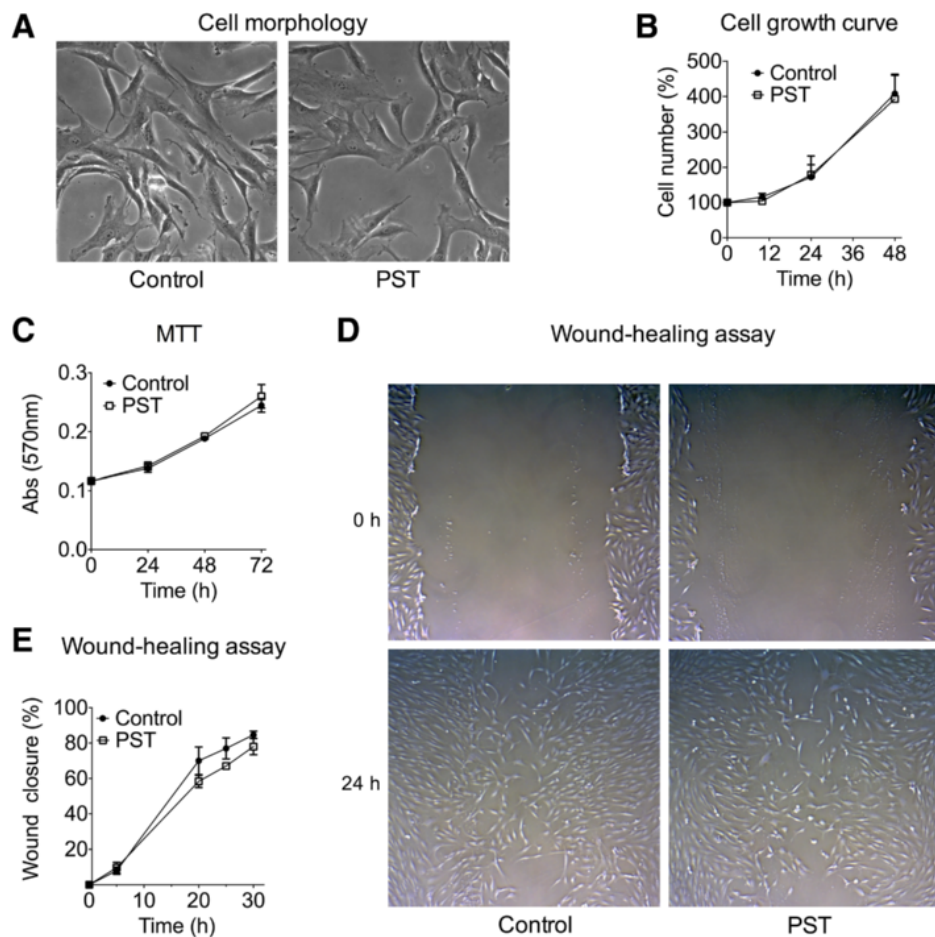 A
Cell morphology
Control
PST
B
Cell growth curve
Cell number (%)
500
400
300
200
100
0
Control
PST
0 12 24 36 48
Time (h)
C
MTT
Abs (570nm)
0.3
0.2
0.1
0.0
Control
PST
0 24 48 72
Time (h)
D
Wound-healing assay
0 h
24 h
Control
PST
E
Wound-healing assay
Wound closure (%)
100
80
60
40
20
Control
PST
0 10 20 30
Time (h)